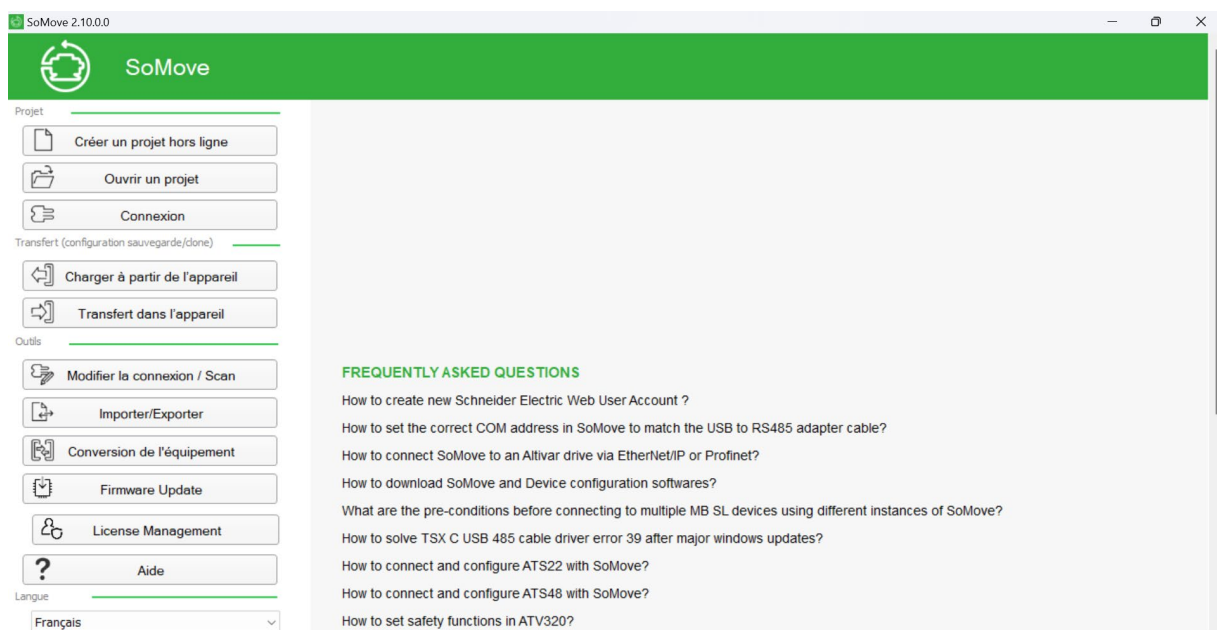 SoMove 2.10.0.0
SoMove
Projet
Créer un projet hors ligne
Ouvrir un projet
Connexion
Transfert (configuration sauvegarde/clone)
Charger à partir de l'appareil
Transfert dans l'appareil
Outils
Modifier la connexion / Scan
Importer/Exporter
Conversion de l'équipement
Firmware Update
License Management
? Aide
Langue
Français
FREQUENTLY ASKED QUESTIONS
How to create new Schneider Electric Web User Account ?
How to set the correct COM address in SoMove to match the USB to RS485 adapter cable?
How to connect SoMove to an Altivar drive via EtherNet/IP or Profinet?
How to download SoMove and Device configuration softwares?
What are the pre-conditions before connecting to multiple MB SL devices using different instances of SoMove?
How to solve TSX C USB 485 cable driver error 39 after major windows updates?
How to connect and configure ATS22 with SoMove?
How to connect and configure ATS48 with SoMove?
How to set safety functions in ATV320?